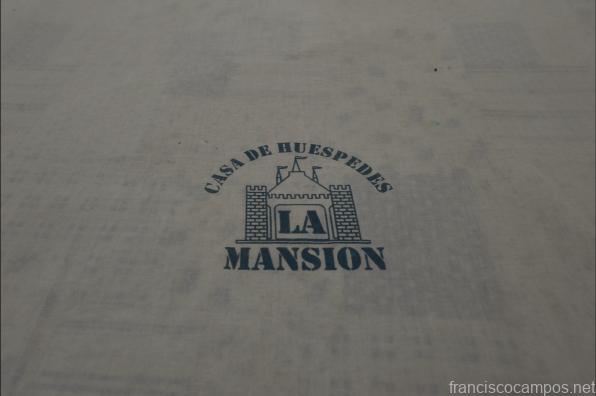 CASA DE HUESPEDES
LA
MANSION
franciscocampos.net